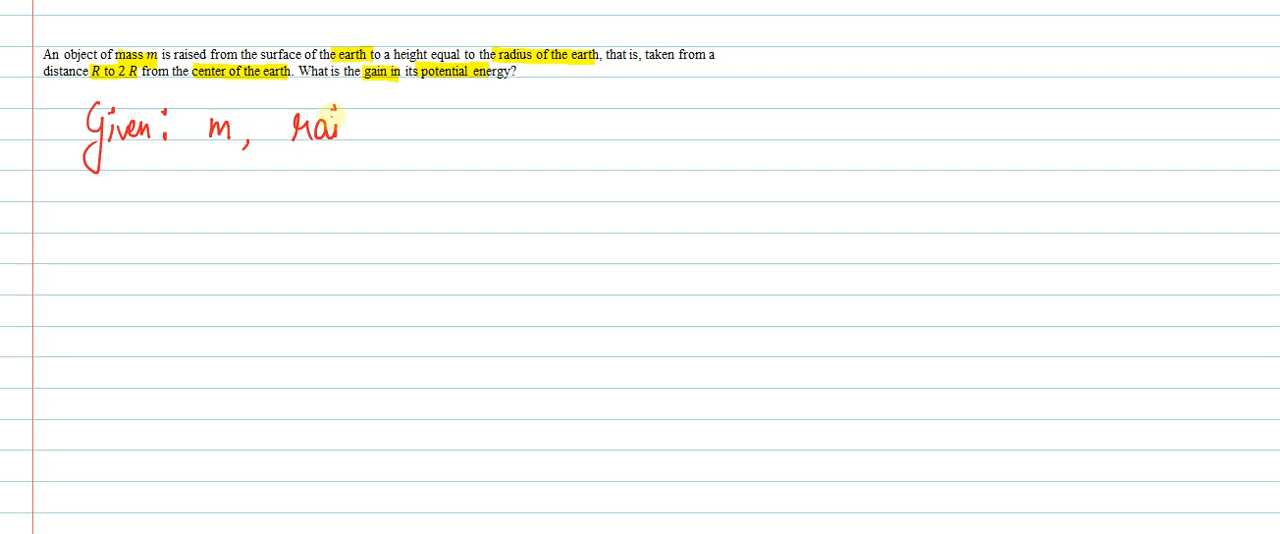 An object of mass m is raised from the surface of the earth to a height equal to the radius of the earth, that is, taken from a
distance R to 2 R from the center of the earth. What is the gain in its potential energy?
Given: m, rai